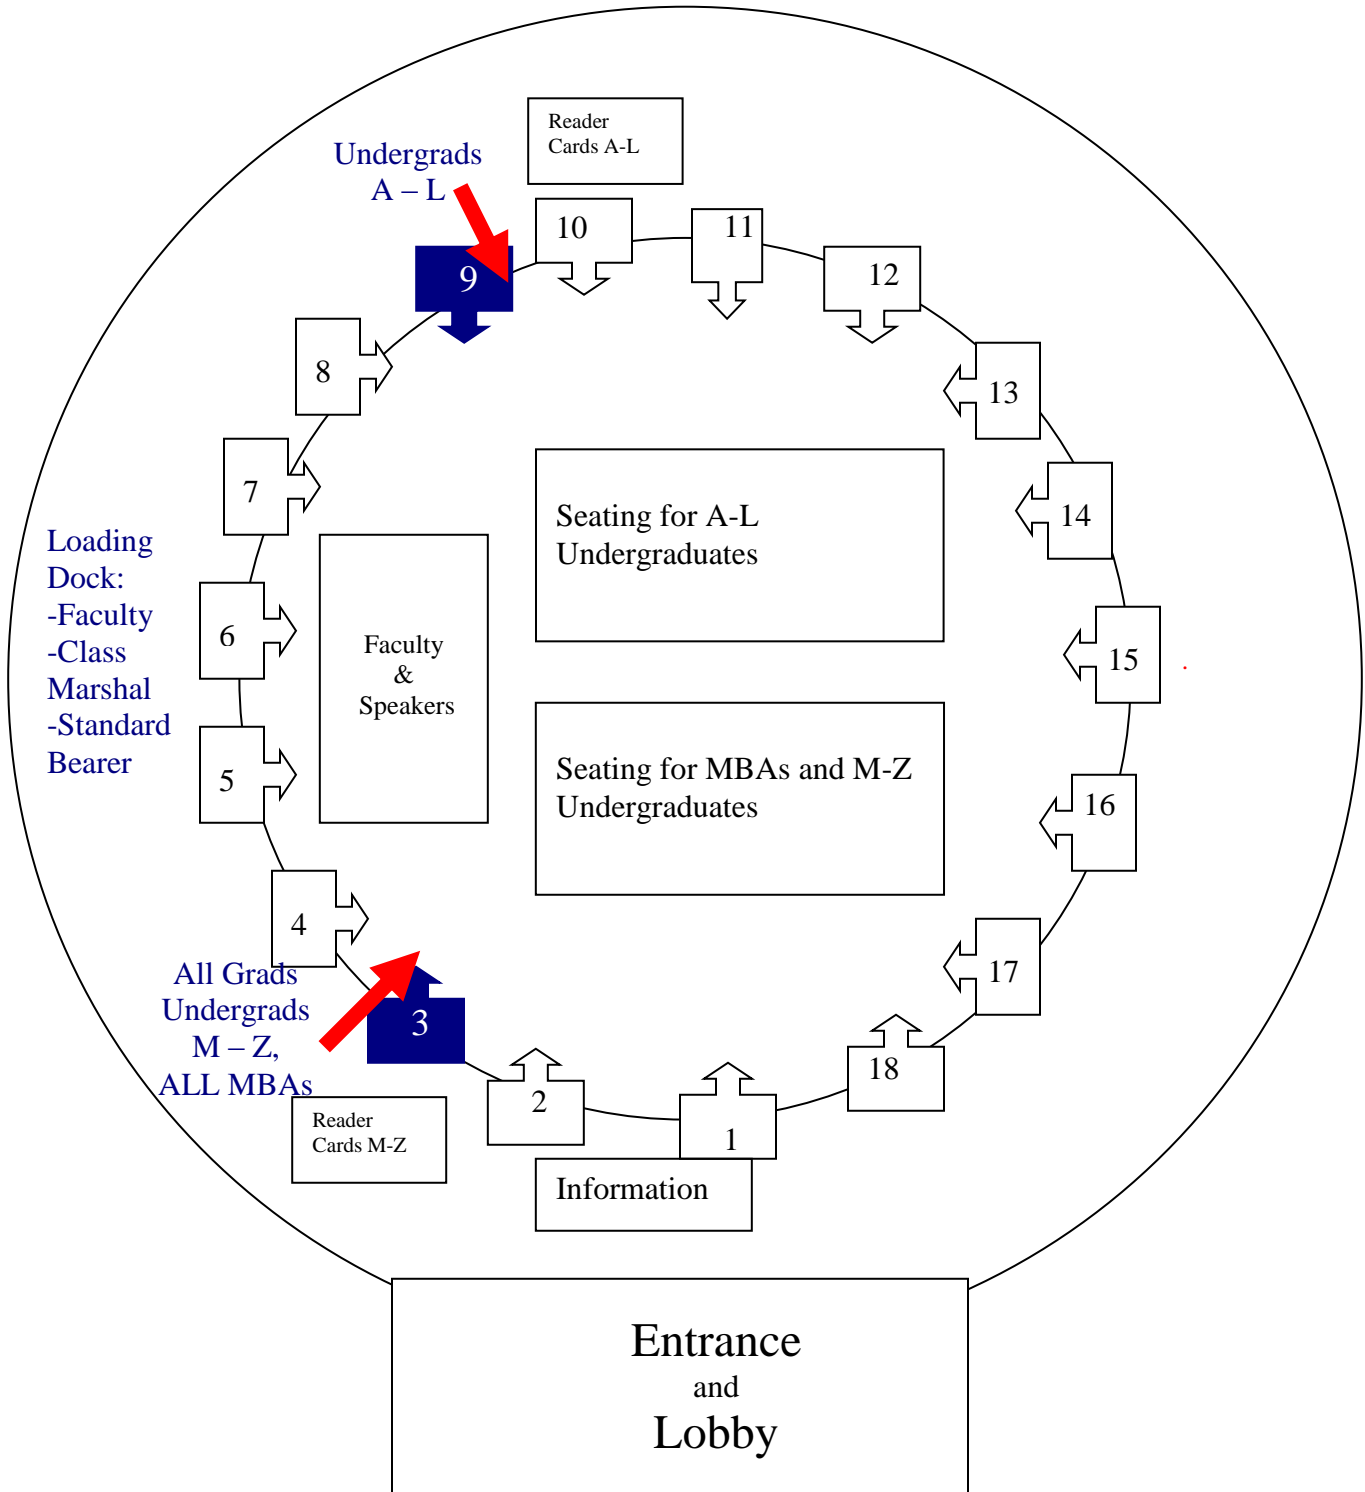 Reader
Cards A-L
Undergrads
A – L
10
11
9
12
8
13
7
14
Seating for A-L
Undergraduates
Loading
Dock:
-Faculty
-Class
Marshal
-Standard
Bearer
6
Faculty
&
Speakers
15
5
Seating for MBAs and M-Z
Undergraduates
16
4
17
All Grads
Undergrads
M – Z,
ALL MBAs
3
18
2
1
Reader
Cards M-Z
Information
Entrance
and
Lobby